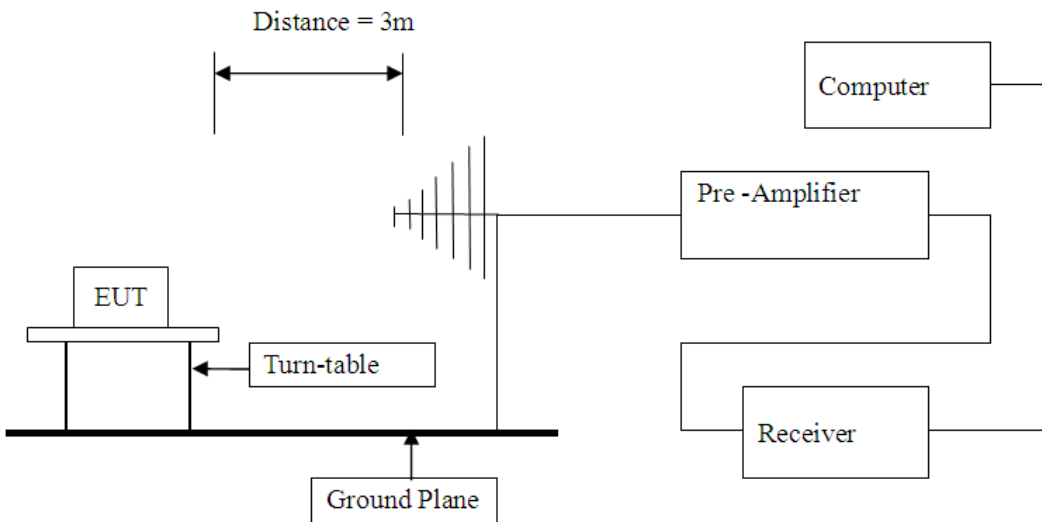 Distance = 3m
Computer
Pre -Amplifier
EUT
Turn-table
Receiver
Ground Plane